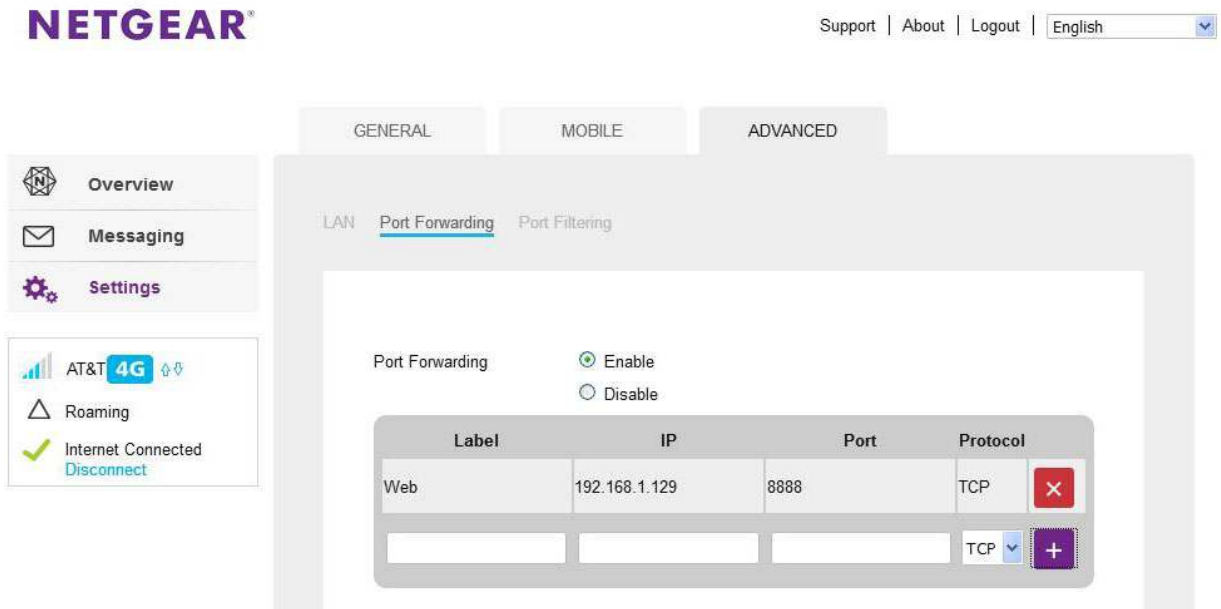 NETGEAR®
Support | About | Logout | English
GENERAL MOBILE ADVANCED
Overview
Messaging
Settings
LAN Port Forwarding Port Filtering
AT&T 4G
Roaming
Internet Connected
Disconnect
Port Forwarding Enable
Disable
Label IP Port Protocol
Web 192.168.1.129 8888 TCP
TCP